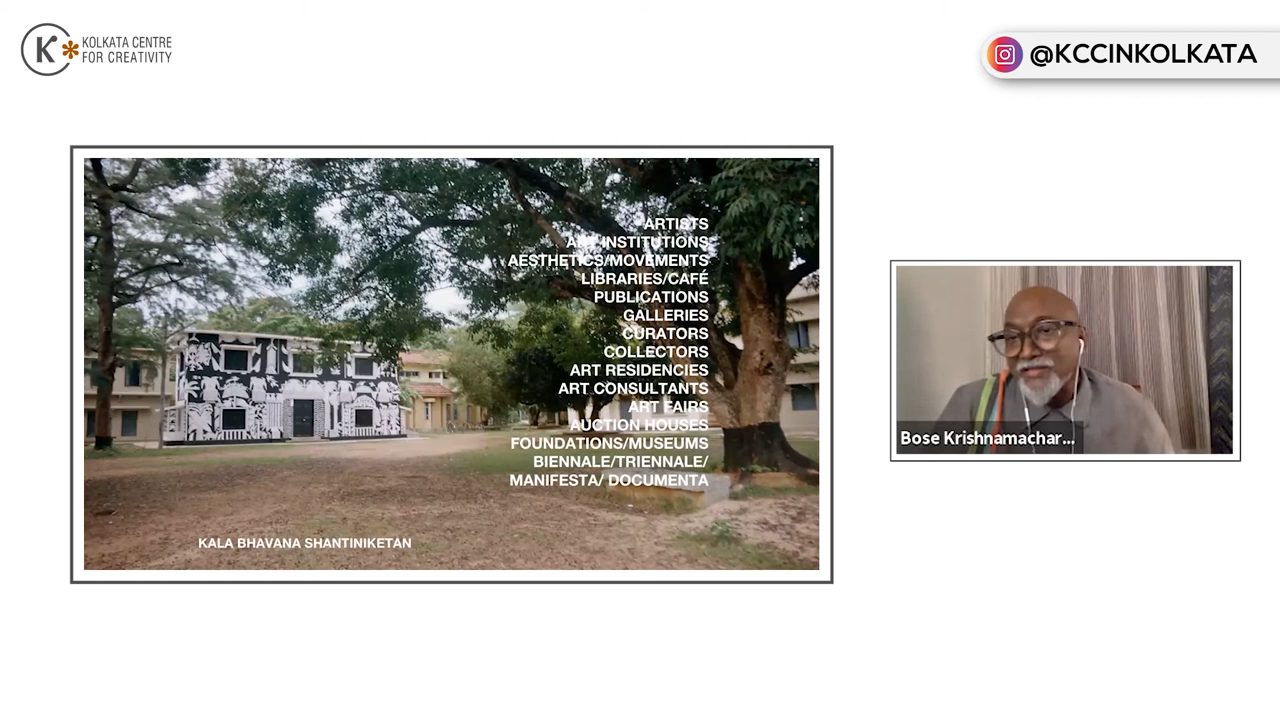 K* KOLKATA CENTRE
FOR CREATIVITY
@KCCINKOLKATA
ARTISTS
ART INSTITUTIONS
AESTHETICS/MOVEMENTS
LIBRARIES/CAFÉ
PUBLICATIONS
GALLERIES
CURATORS
COLLECTORS
ART RESIDENCIES
ART CONSULTANTS
ART FAIRS
AUCTION HOUSES
FOUNDATIONS/MUSEUMS
BIENNALE/TRIENNALE/
MANIFESTA/ DOCUMENTA
KALA BHAVANA SHANTINIKETAN
Bose Krishnamachar...